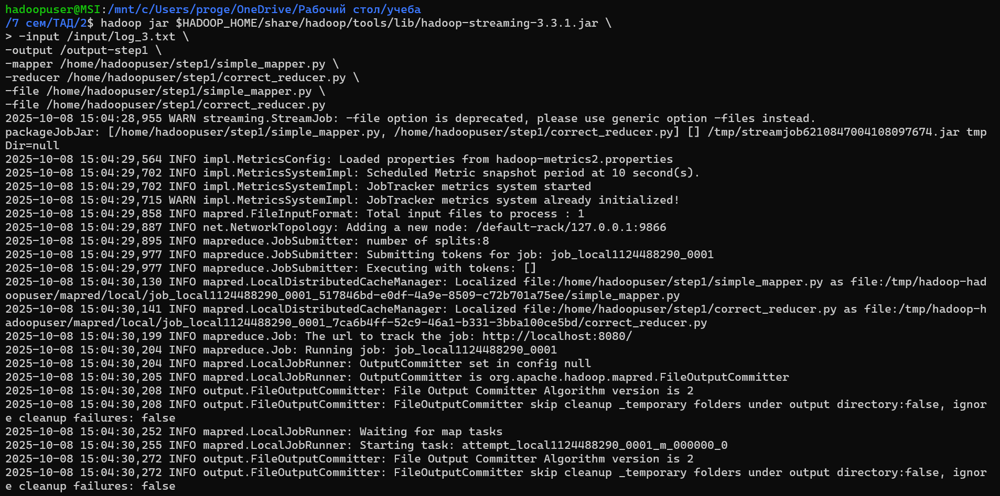 hadoopuser@MSI:/mnt/c/Users/proge/OneDrive/Рабочий стол/учеба
/7 сем/ТАД/2$ hadoop jar $HADOOP_HOME/share/hadoop/tools/lib/hadoop-streaming-3.3.1.jar \
> -input /input/log_3.txt \
-output /output-step1 \
-mapper /home/hadoopuser/step1/simple_mapper.py \
-reducer /home/hadoopuser/step1/correct_reducer.py \
-file /home/hadoopuser/step1/simple_mapper.py \
-file /home/hadoopuser/step1/correct_reducer.py
2025-10-08 15:04:28,955 WARN streaming.StreamJob: -file option is deprecated, please use generic option -files instead.
packageJobJar: [/home/hadoopuser/step1/simple_mapper.py, /home/hadoopuser/step1/correct_reducer.py] [] /tmp/streamjob6210847004108097674.jar tmp
Dir=null
2025-10-08 15:04:29,564 INFO impl.MetricsConfig: Loaded properties from hadoop-metrics2.properties
2025-10-08 15:04:29,702 INFO impl.MetricsSystemImpl: Scheduled Metric snapshot period at 10 second(s).
2025-10-08 15:04:29,702 INFO impl.MetricsSystemImpl: JobTracker metrics system started
2025-10-08 15:04:29,715 WARN impl.MetricsSystemImpl: JobTracker metrics system already initialized!
2025-10-08 15:04:29,858 INFO mapred.FileInputFormat: Total input files to process : 1
2025-10-08 15:04:29,887 INFO net.NetworkTopology: Adding a new node: /default-rack/127.0.0.1:9866
2025-10-08 15:04:29,895 INFO mapreduce.JobSubmitter: number of splits:8
2025-10-08 15:04:29,977 INFO mapreduce.JobSubmitter: Submitting tokens for job: job_local1124488290_0001
2025-10-08 15:04:29,977 INFO mapreduce.JobSubmitter: Executing with tokens: []
2025-10-08 15:04:30,130 INFO mapred.LocalDistributedCacheManager: Localized file:/home/hadoopuser/step1/simple_mapper.py as file:/tmp/hadoop-had
oopuser/mapred/local/job_local1124488290_0001_517846bd-e0df-4a9e-8509-c72b701a75ee/simple_mapper.py
2025-10-08 15:04:30,141 INFO mapred.LocalDistributedCacheManager: Localized file:/home/hadoopuser/step1/correct_reducer.py as file:/tmp/hadoop-h
adoopuser/mapred/local/job_local1124488290_0001_7ca6b4ff-52c9-46a1-b331-3bba100ce5bd/correct_reducer.py
2025-10-08 15:04:30,199 INFO mapreduce.Job: The url to track the job: http://localhost:8080/
2025-10-08 15:04:30,204 INFO mapreduce.Job: Running job: job_local1124488290_0001
2025-10-08 15:04:30,204 INFO mapred.LocalJobRunner: OutputCommitter set in config null
2025-10-08 15:04:30,205 INFO mapred.LocalJobRunner: OutputCommitter is org.apache.hadoop.mapred.FileOutputCommitter
2025-10-08 15:04:30,208 INFO output.FileOutputCommitter: File Output Committer Algorithm version is 2
2025-10-08 15:04:30,208 INFO output.FileOutputCommitter: FileOutputCommitter skip cleanup _temporary folders under output directory:false, ignor
e cleanup failures: false
2025-10-08 15:04:30,252 INFO mapred.LocalJobRunner: Waiting for map tasks
2025-10-08 15:04:30,255 INFO mapred.LocalJobRunner: Starting task: attempt_local1124488290_0001_m_000000_0
2025-10-08 15:04:30,272 INFO output.FileOutputCommitter: File Output Committer Algorithm version is 2
2025-10-08 15:04:30,272 INFO output.FileOutputCommitter: FileOutputCommitter skip cleanup _temporary folders under output directory:false, ignor
e cleanup failures: false